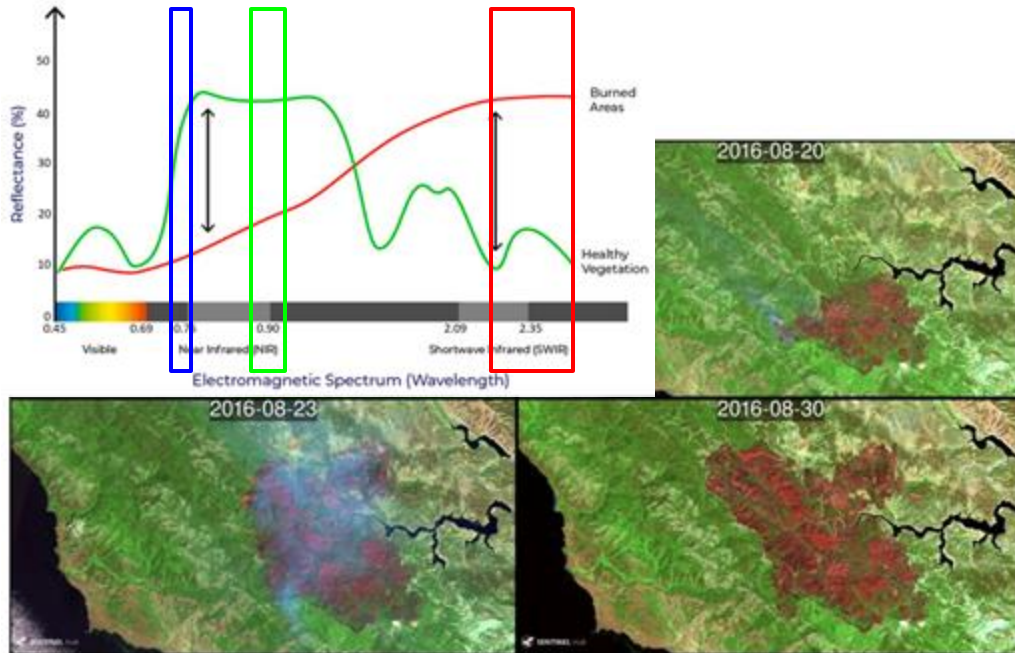 50
40
30
20
10
0
Reflectance (%)
Burned
Areas
Healthy
Vegetation
0.45
0.69
0.90
2.09
2.35
Visible
Near Infrared (NIR)
Shortwave Infrared (SWIR)
Electromagnetic Spectrum (Wavelength)
2016-08-20
2016-08-23
2016-08-30
SENTINEL Hub